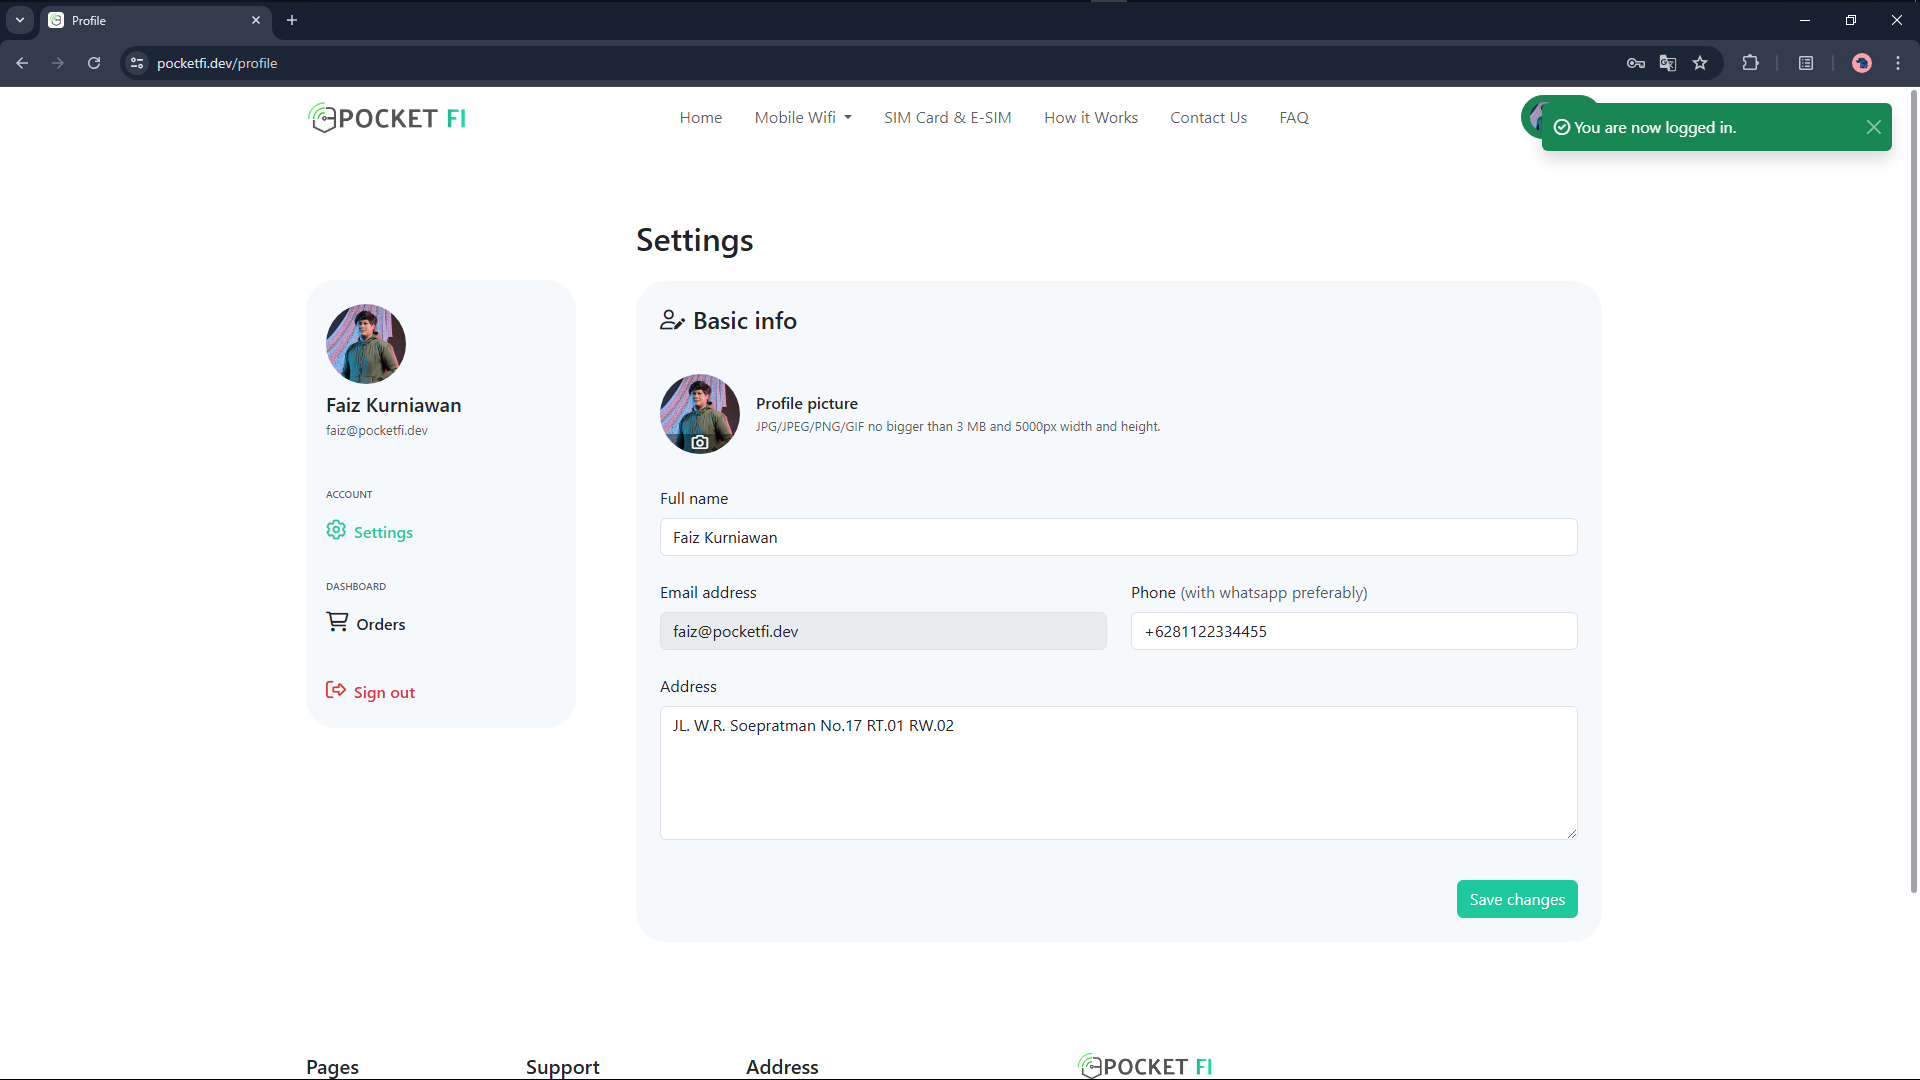 Profile
pocketfi.dev/profile
POCKET FI
Home
Mobile Wifi
SIM Card & E-SIM
How it Works
Contact Us
FAQ
You are now logged in.
Settings
Faiz Kurniawan
faiz@pocketfi.dev
ACCOUNT
Settings
DASHBOARD
Orders
Sign out
Basic info
Profile picture
JPG/JPEG/PNG/GIF no bigger than 3 MB and 5000px width and height.
Full name
Faiz Kurniawan
Email address
faiz@pocketfi.dev
Phone (with whatsapp preferably)
+6281122334455
Address
JL. W.R. Soepratman No.17 RT.01 RW.02
Save changes
Pages
Support
Address
POCKET FI